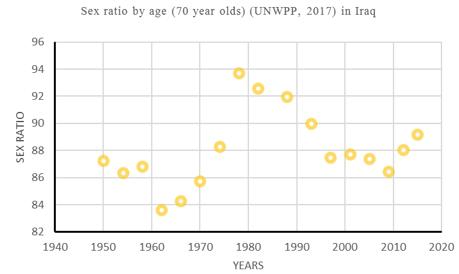 Sex ratio by age (70 year olds) (UNWPP, 2017) in Iraq
96
94
92
90
88
86
84
82
SEX RATIO
1940 1950 1960 1970 1980 1990 2000 2010 2020
YEARS